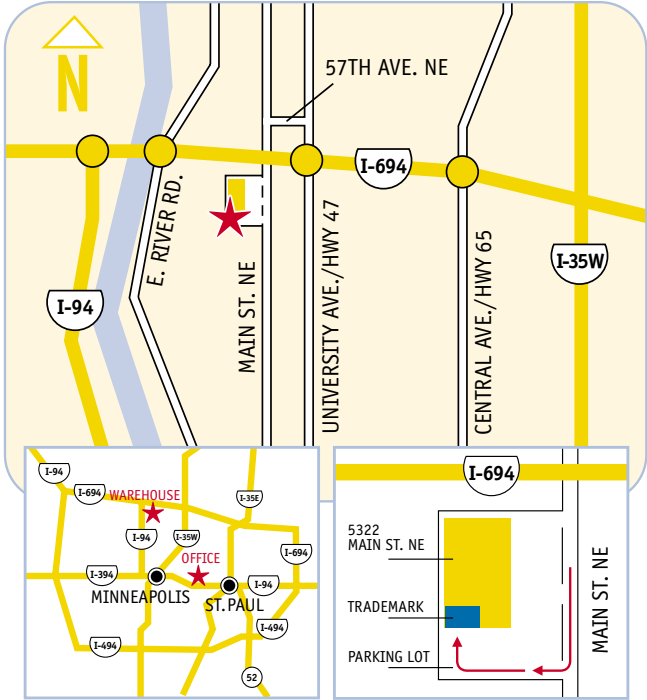 N
57TH AVE. NE
I-694
E. RIVER RD.
I-35W
I-94
MAIN ST. NE
UNIVERSITY AVE./HWY 47
CENTRAL AVE./HWY 65
I-94
I-694
WAREHOUSE
I-35E
I-94
I-35W
I-694
OFFICE
I-394
I-94
MINNEAPOLIS
ST.PAUL
I-494
I-494
52
I-694
5322
MAIN ST. NE
TRADEMARK
PARKING LOT
MAIN ST. NE